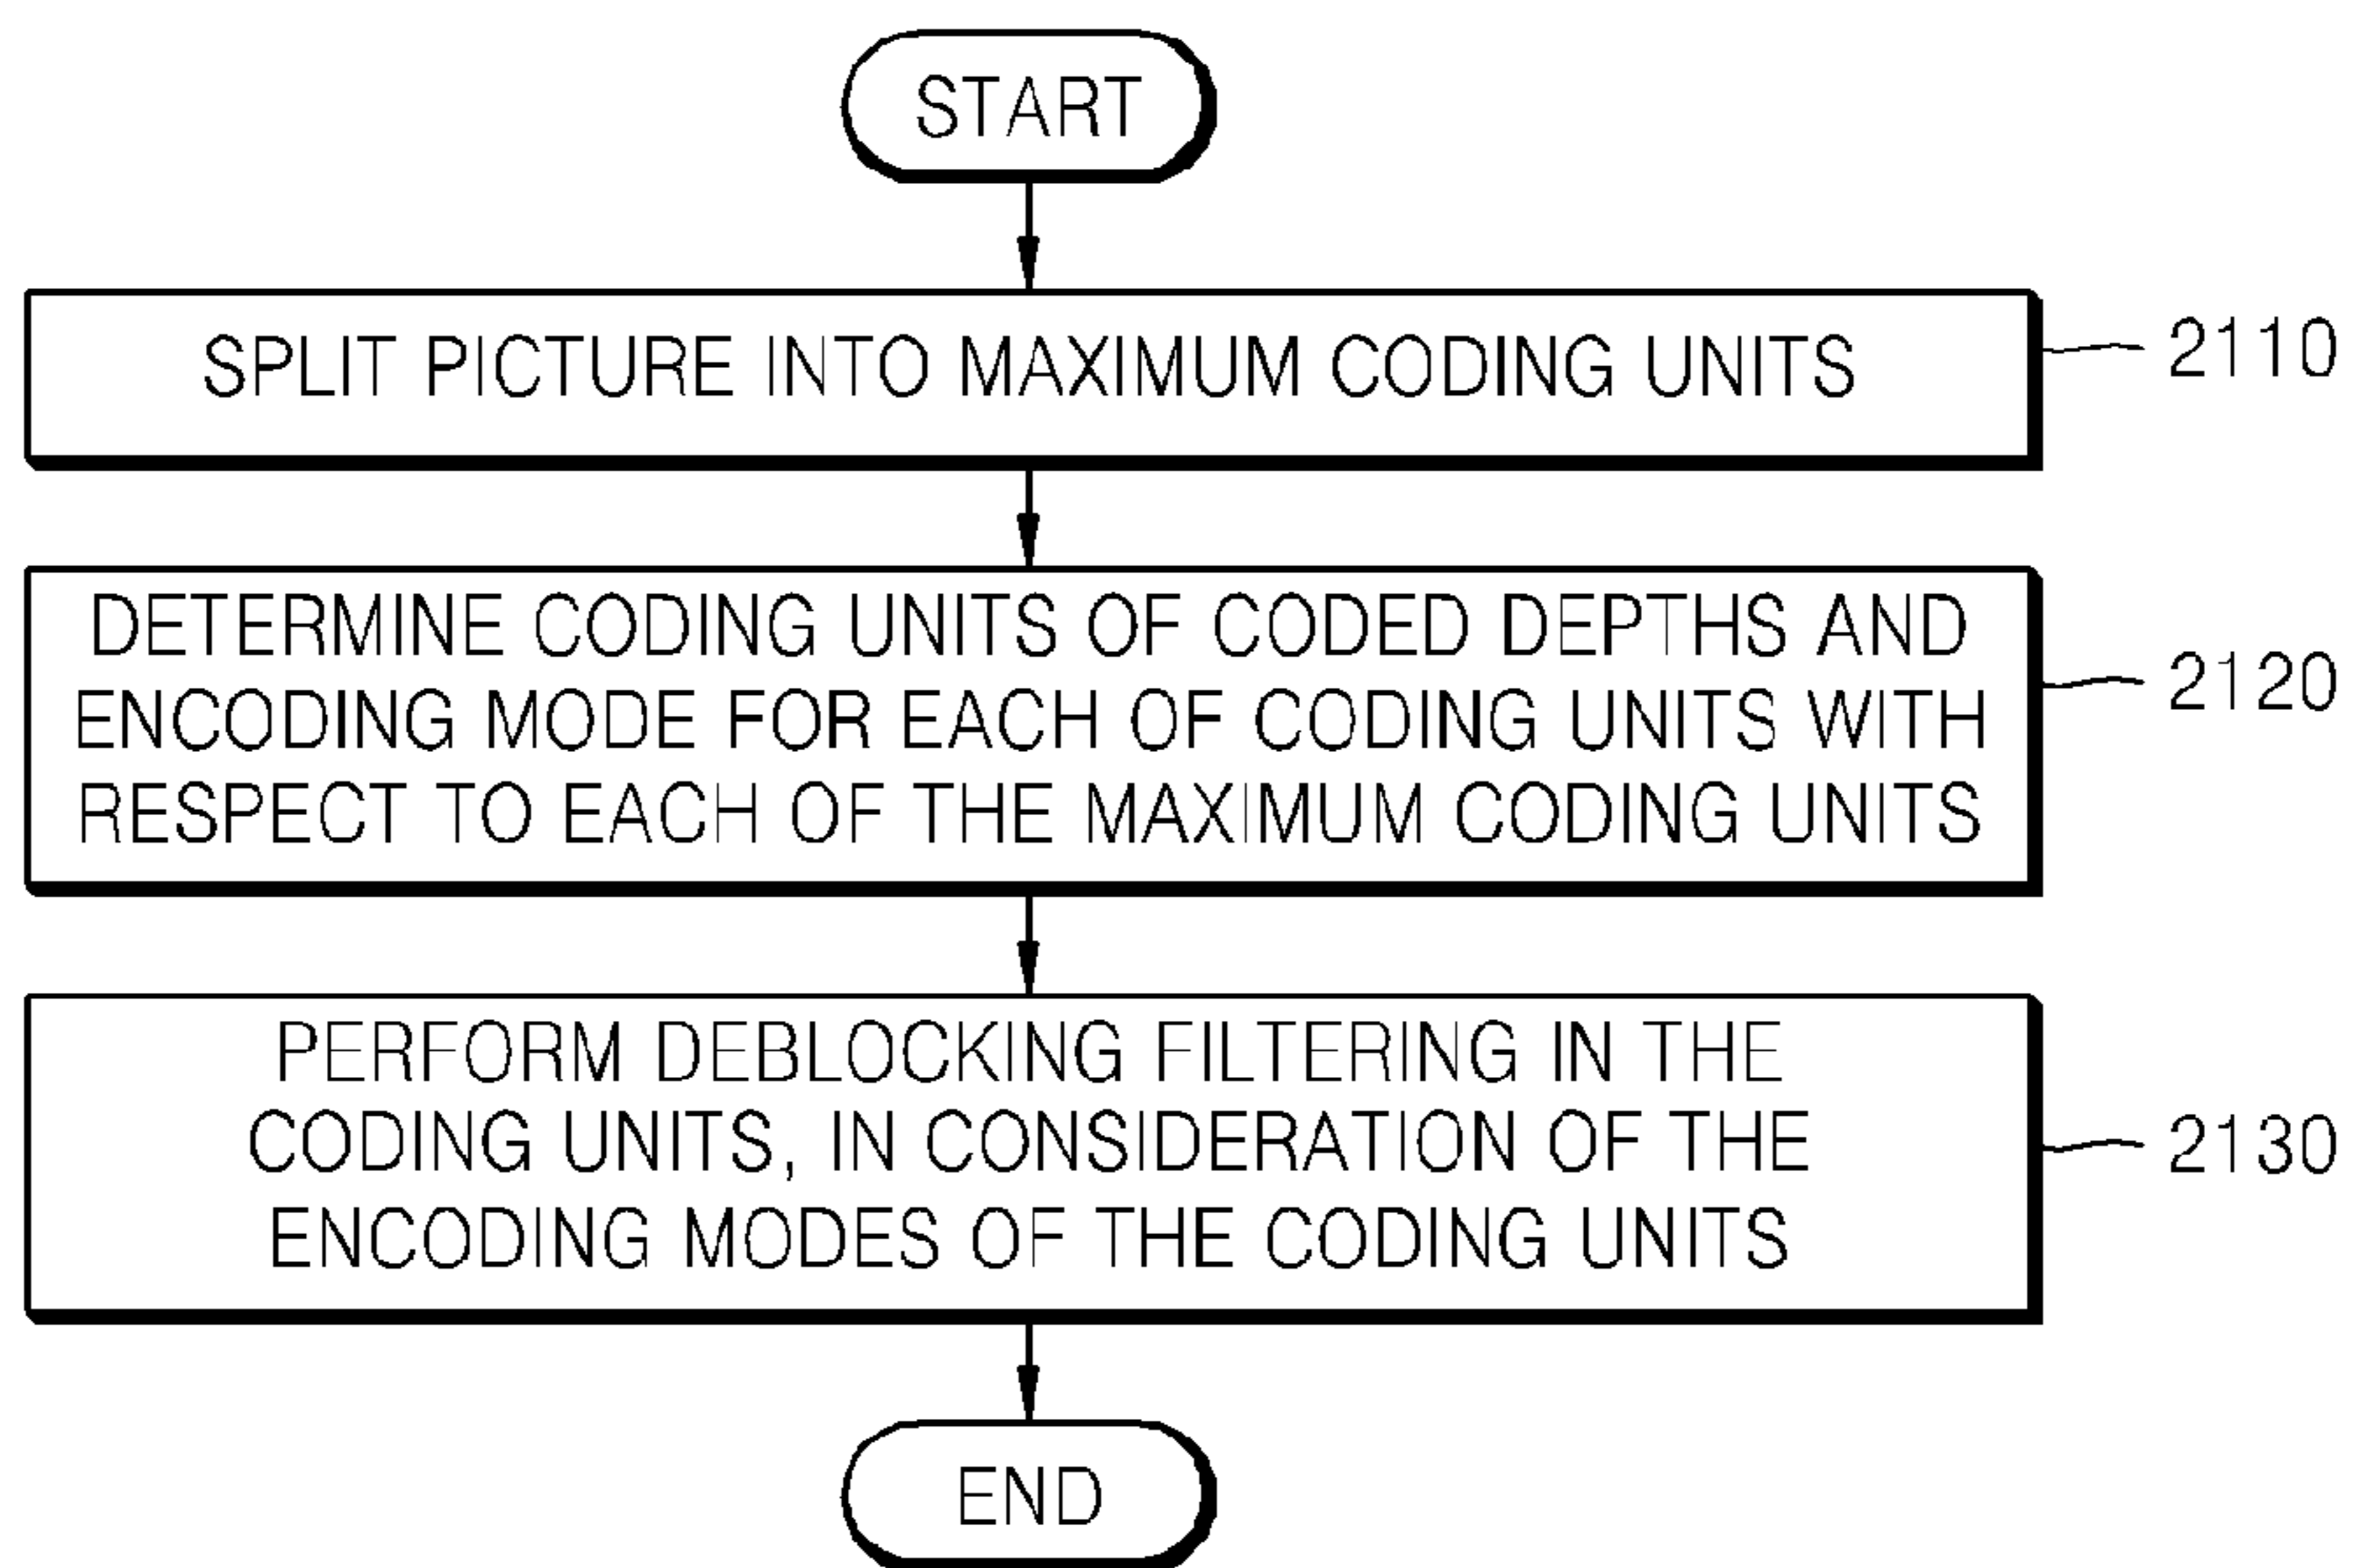 START
SPLIT PICTURE INTO MAXIMUM CODING UNITS
2110
DETERMINE CODING UNITS OF CODED DEPTHS AND
ENCODING MODE FOR EACH OF CODING UNITS WITH
RESPECT TO EACH OF THE MAXIMUM CODING UNITS
2120
PERFORM DEBLOCKING FILTERING IN THE
CODING UNITS, IN CONSIDERATION OF THE
ENCODING MODES OF THE CODING UNITS
2130
END